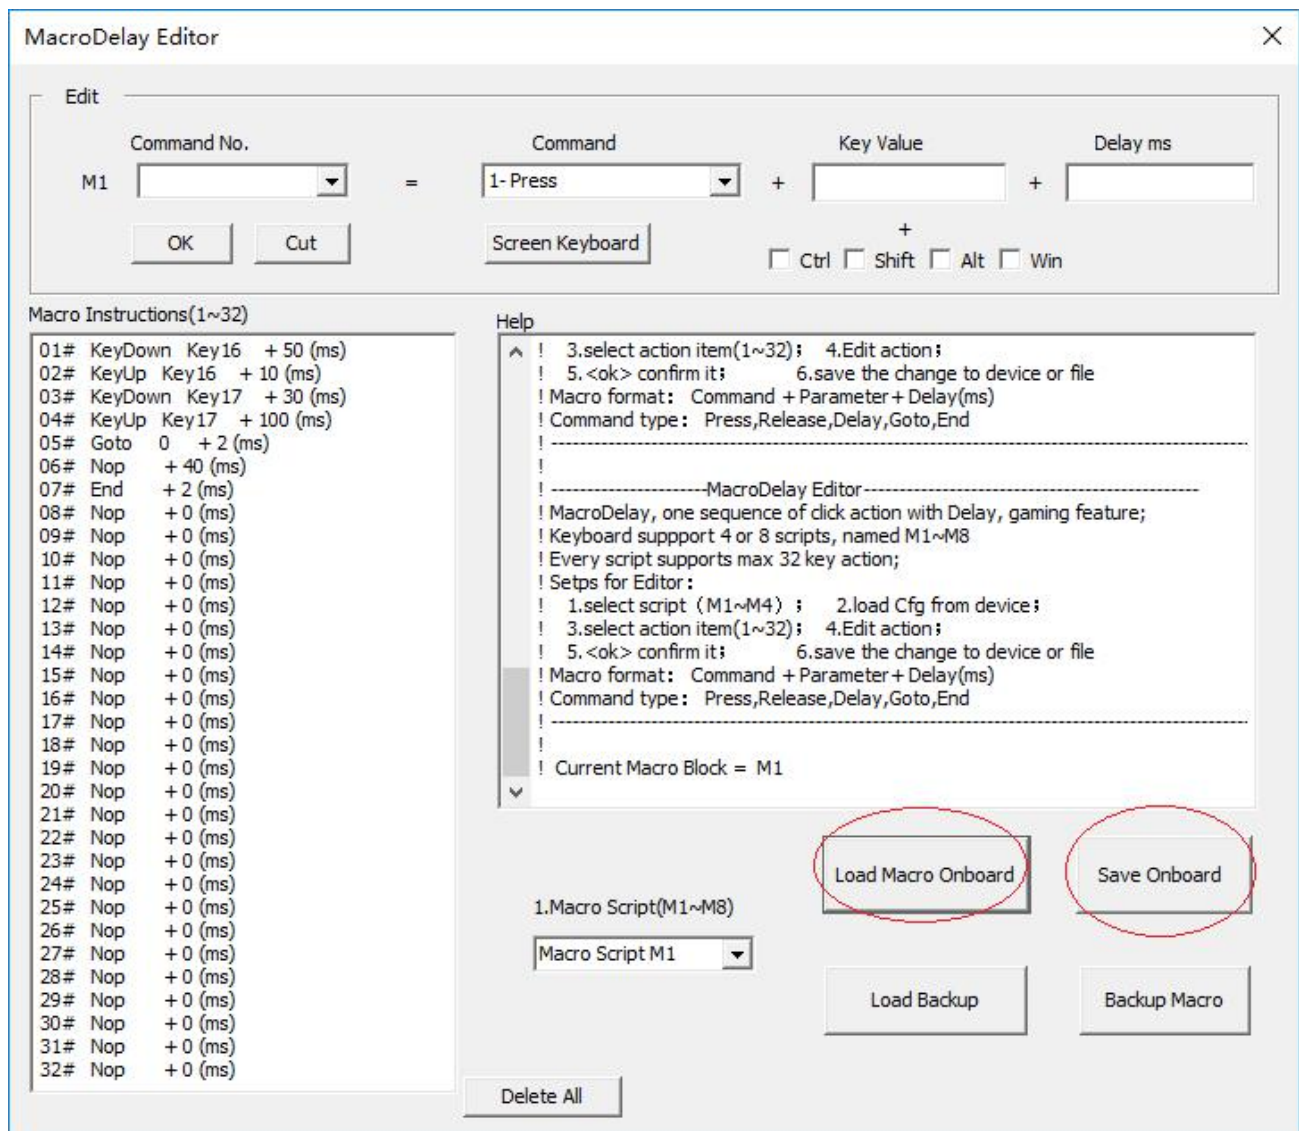 MacroDelay Editor
Edit
Command No. Command Key Value Delay ms
M1 = 1- Press + +
OK Cut Screen Keyboard +
Ctrl Shift Alt Win
Macro Instructions(1~32)
01# KeyDown Key16 + 50 (ms)
02# KeyUp Key16 + 10 (ms)
03# KeyDown Key17 + 30 (ms)
04# KeyUp Key17 + 100 (ms)
05# Goto 0 + 2 (ms)
06# Nop + 40 (ms)
07# End + 2 (ms)
08# Nop + 0 (ms)
09# Nop + 0 (ms)
10# Nop + 0 (ms)
11# Nop + 0 (ms)
12# Nop + 0 (ms)
13# Nop + 0 (ms)
14# Nop + 0 (ms)
15# Nop + 0 (ms)
16# Nop + 0 (ms)
17# Nop + 0 (ms)
18# Nop + 0 (ms)
19# Nop + 0 (ms)
20# Nop + 0 (ms)
21# Nop + 0 (ms)
22# Nop + 0 (ms)
23# Nop + 0 (ms)
24# Nop + 0 (ms)
25# Nop + 0 (ms)
26# Nop + 0 (ms)
27# Nop + 0 (ms)
28# Nop + 0 (ms)
29# Nop + 0 (ms)
30# Nop + 0 (ms)
31# Nop + 0 (ms)
32# Nop + 0 (ms)
Help
! 3.select action item(1~32); 4.Edit action;
! 5.<ok> confirm it; 6.save the change to device or file
! Macro format: Command +Parameter+Delay(ms)
! Command type: Press,Release,Delay,Goto,End
! ----------------------------------------
!
! --------------------MacroDelay Editor--------------------
! MacroDelay, one sequence of click action with Delay, gaming feature;
! Keyboard suppport 4 or 8 scripts, named M1~M8
! Every script supports max 32 key action;
! Setps for Editor:
! 1.select script（M1~M4）; 2.load Cfg from device;
! 3.select action item(1~32); 4.Edit action;
! 5.<ok> confirm it; 6.save the change to device or file
! Macro format: Command +Parameter+Delay(ms)
! Command type: Press,Release,Delay,Goto,End
! ----------------------------------------
!
! Current Macro Block = M1
Load Macro Onboard Save Onboard
1.Macro Script(M1~M8)
Macro Script M1
Load Backup Backup Macro
Delete All